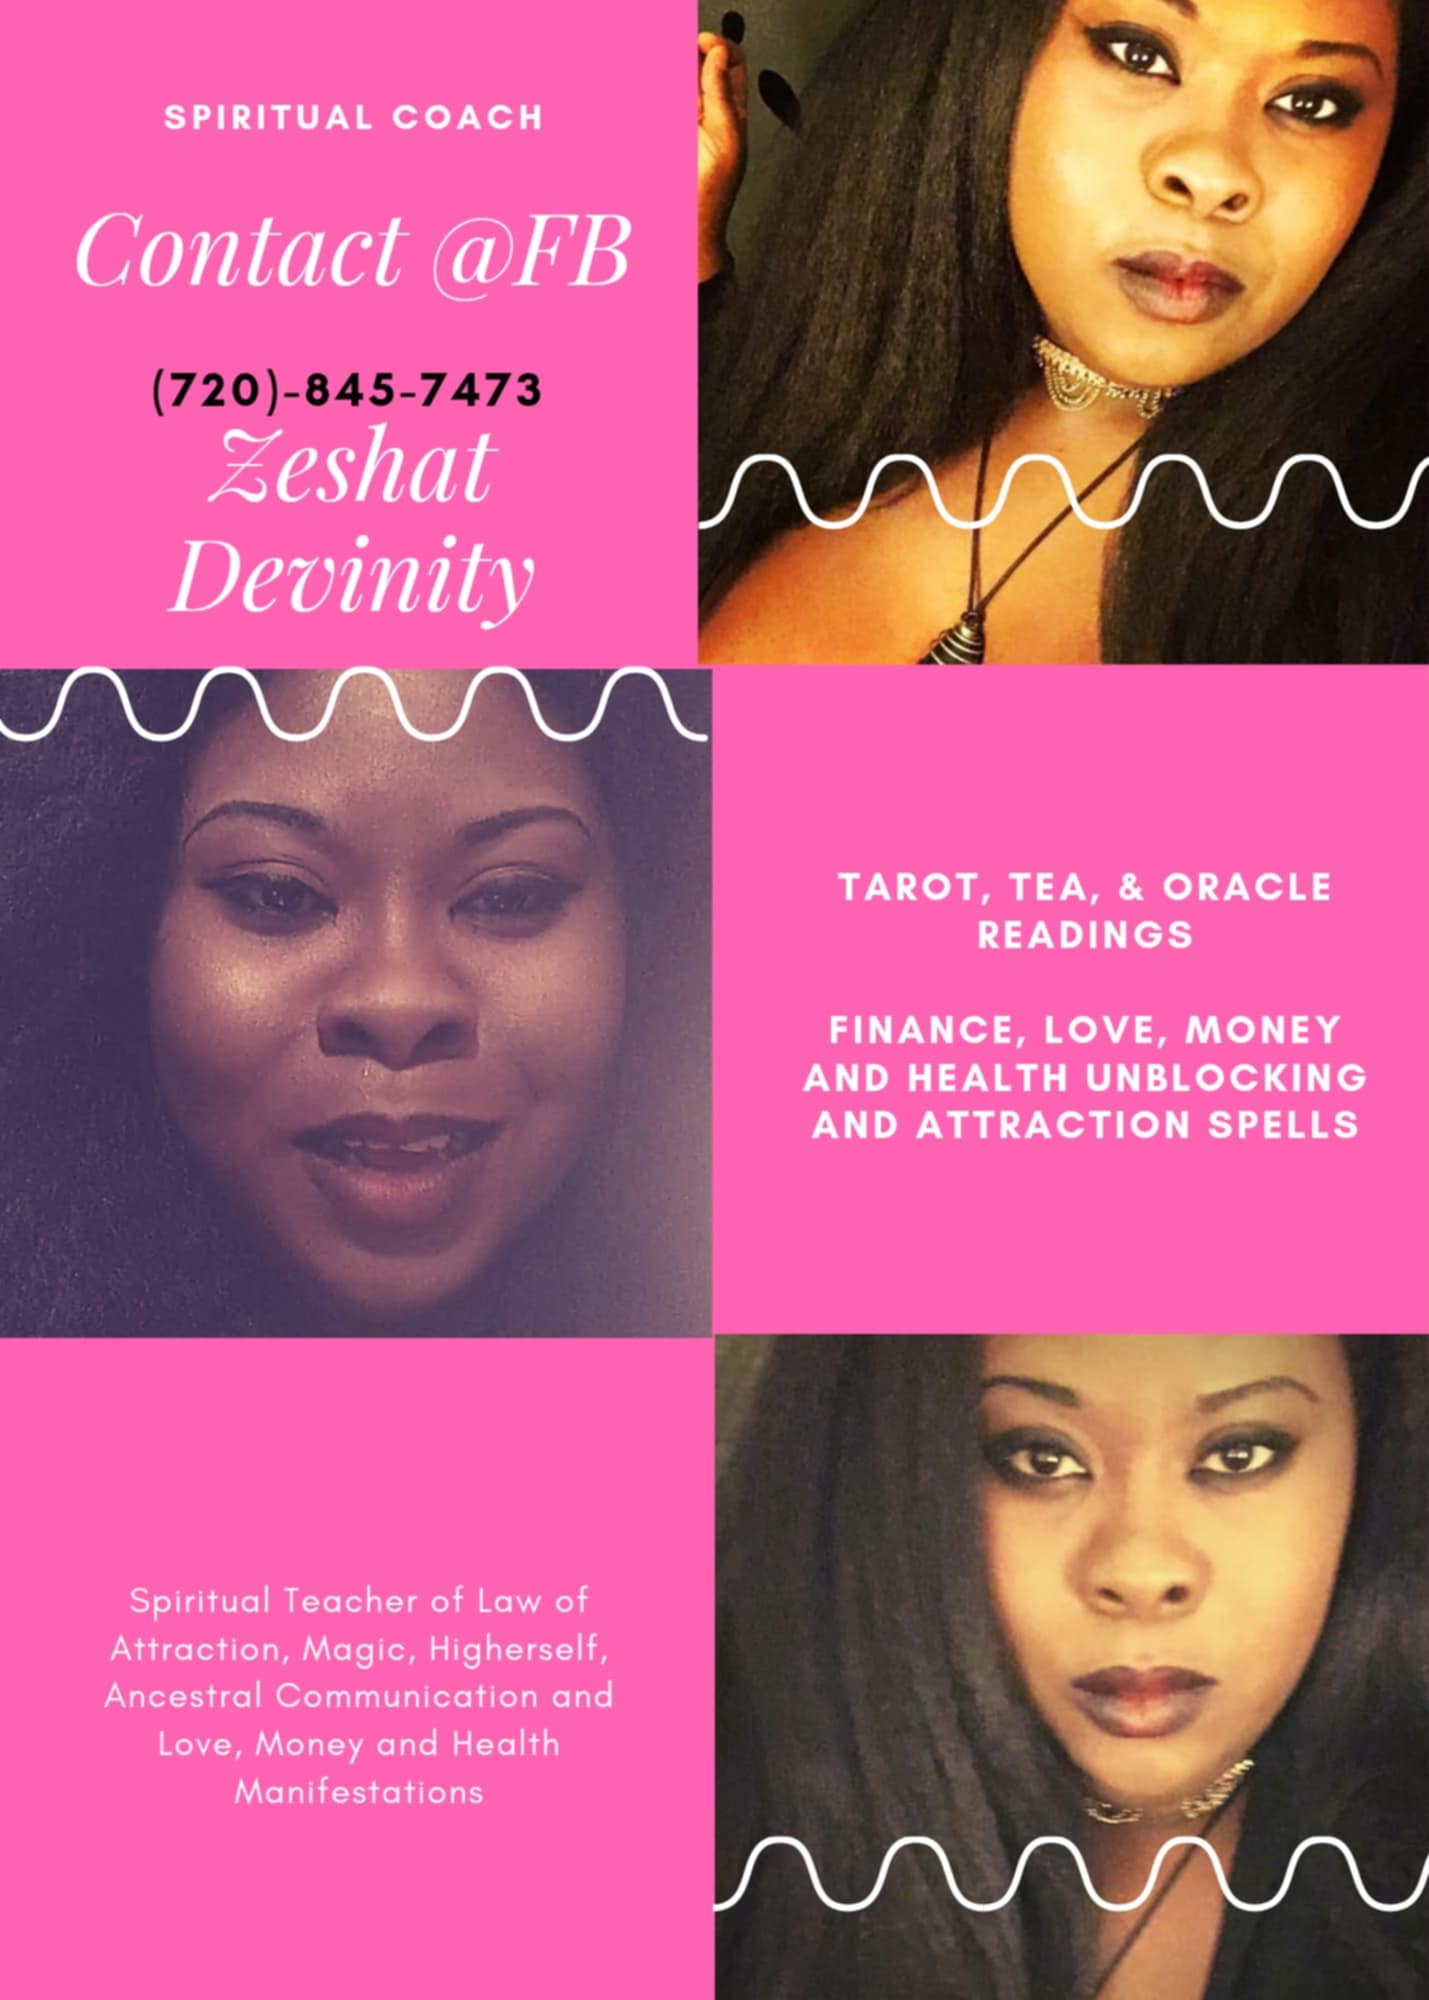 SPIRITUAL COACH
Contact @FB
(720)-845-7473
Zeshat
Devinity
TAROT, TEA, & ORACLE
READINGS
FINANCE, LOVE, MONEY
AND HEALTH UNBLOCKING
AND ATTRACTION SPELLS
Spiritual Teacher of Law of
Attraction, Magic, Higherself,
Ancestral Communication and
Love, Money and Health
Manifestations